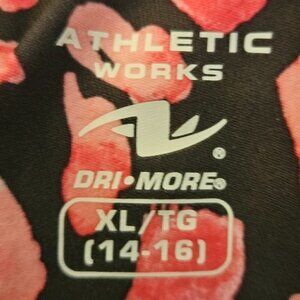 ATHLETIC
WORKS
®
DRI•MORE®
XL/TG
(14-16)